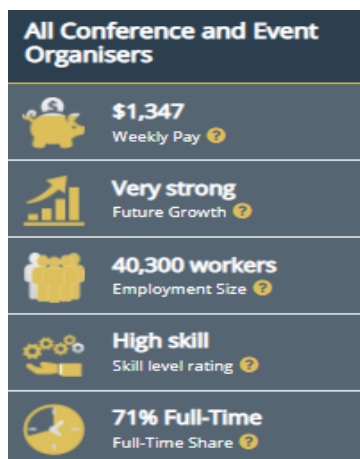 All Conference and Event
Organisers
$1,347
Weekly Pay ?
Very strong
Future Growth ?
40,300 workers
Employment Size ?
High skill
Skill level rating ?
71% Full-Time
Full-Time Share ?